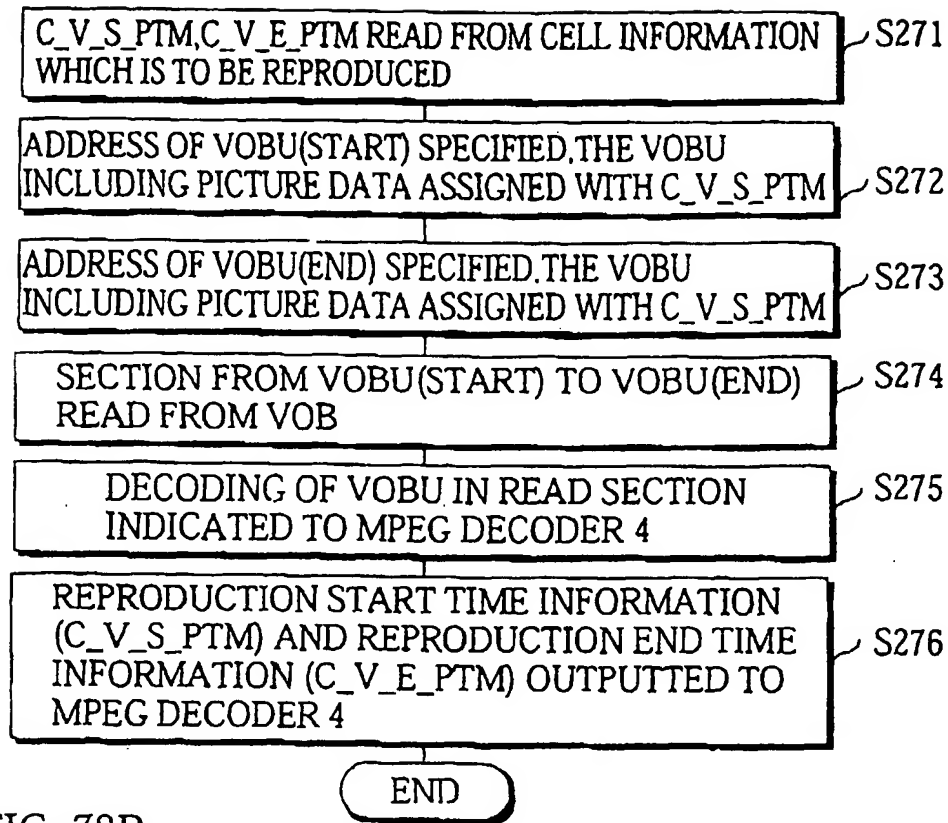 C_V_S_PTM,C_V_E_PTM READ FROM CELL INFORMATION
WHICH IS TO BE REPRODUCED
S271
ADDRESS OF VOBU(START) SPECIFIED.THE VOBU
INCLUDING PICTURE DATA ASSIGNED WITH C_V_S_PTM
S272
ADDRESS OF VOBU(END) SPECIFIED.THE VOBU
INCLUDING PICTURE DATA ASSIGNED WITH C_V_S_PTM
S273
SECTION FROM VOBU(START) TO VOBU(END)
READ FROM VOB
S274
DECODING OF VOBU IN READ SECTION
INDICATED TO MPEG DECODER 4
S275
REPRODUCTION START TIME INFORMATION
(C_V_S_PTM) AND REPRODUCTION END TIME
INFORMATION (C_V_E_PTM) OUTPUTTED TO
MPEG DECODER 4
S276
END